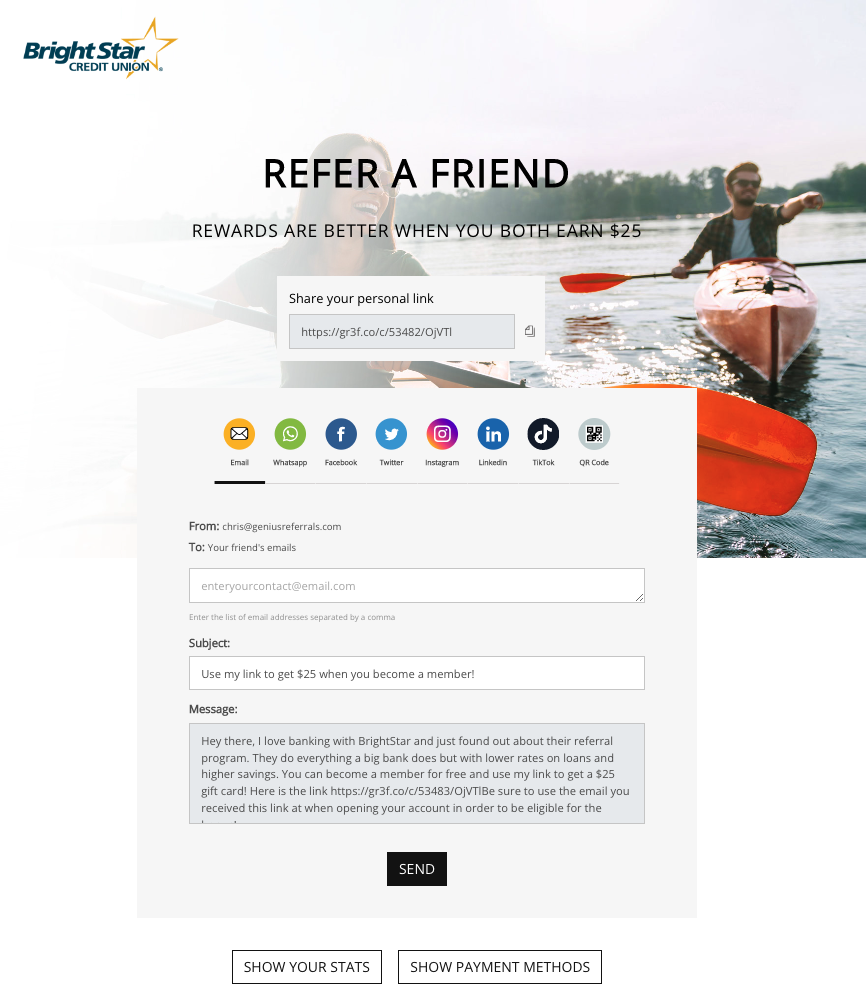 Bright Star
CREDIT UNION
REFER A FRIEND
REWARDS ARE BETTER WHEN YOU BOTH EARN $25
Share your personal link
https://gr3f.co/c/53482/OjVTl
Email Whatsapp Facebook Twitter Instagram Linkedin TikTok QR Code
From: chris@geniusreferrals.com
To: Your friend's emails
enteryourcontact@email.com
Enter the list of email addresses separated by a comma
Subject:
Use my link to get $25 when you become a member!
Message:
Hey there, I love banking with BrightStar and just found out about their referral
program. They do everything a big bank does but with lower rates on loans and
higher savings. You can become a member for free and use my link to get a $25
gift card! Here is the link https://gr3f.co/c/53483/OjVTlBe sure to use the email you
received this link at when opening your account in order to be eligible for the
SEND
SHOW YOUR STATS
SHOW PAYMENT METHODS